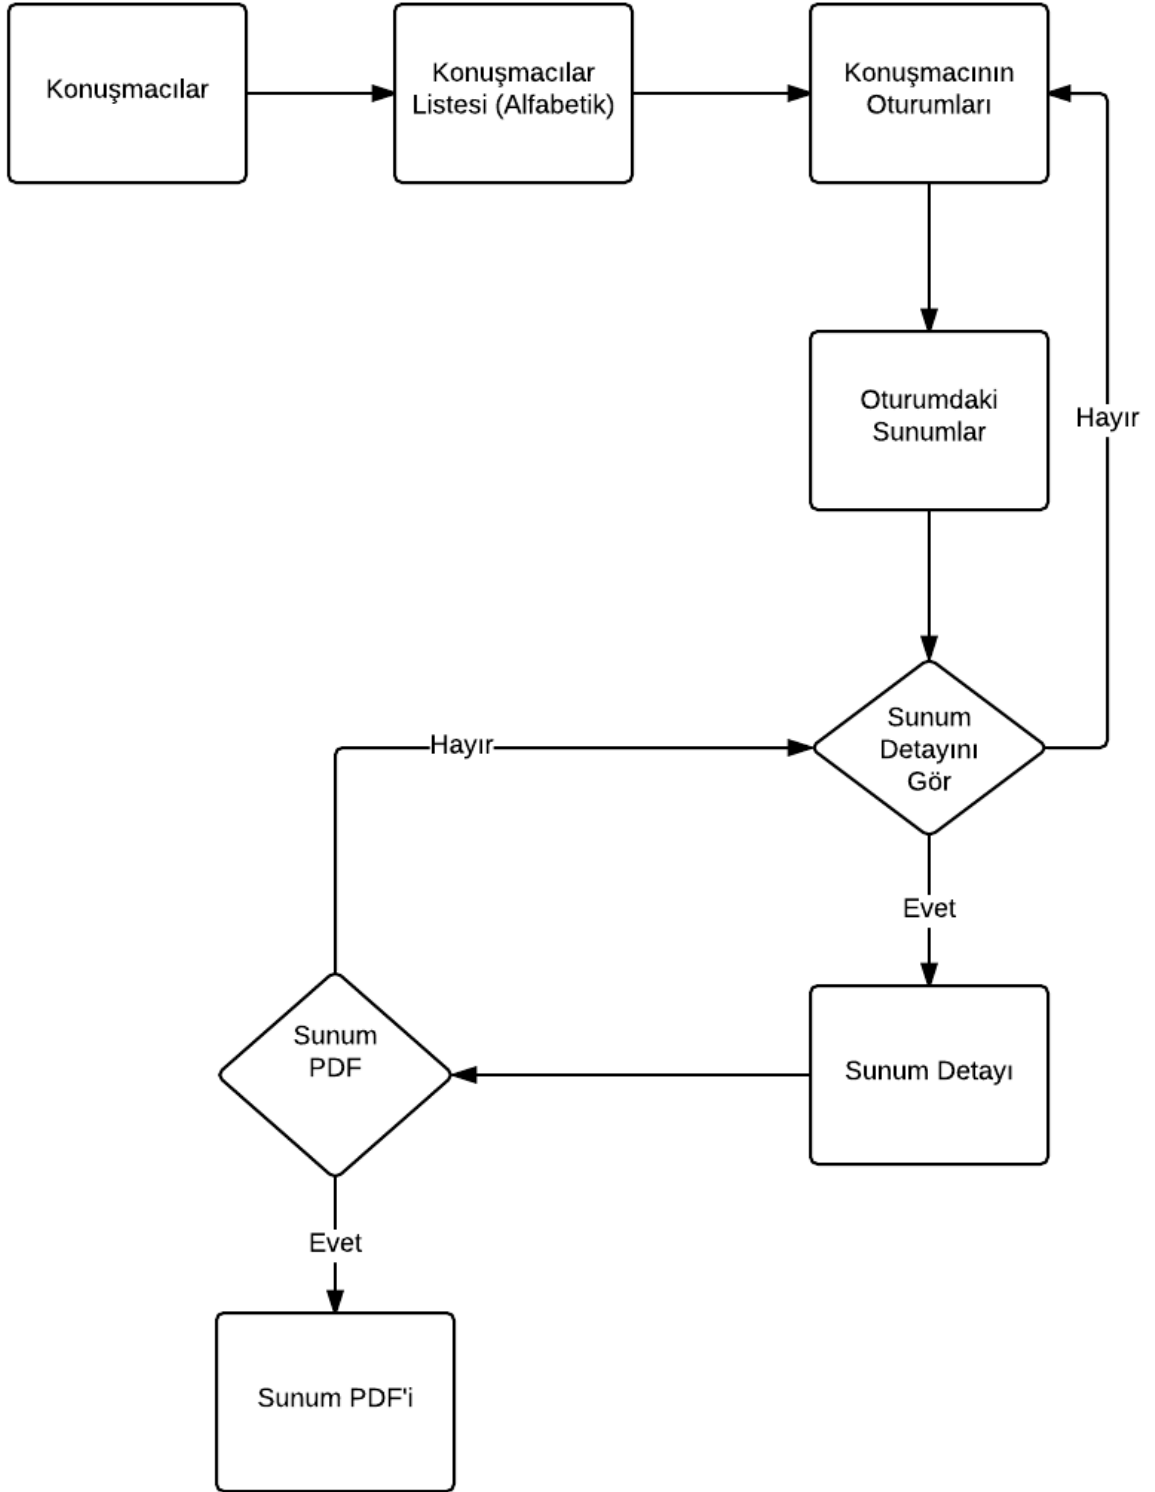 Konuşmacılar
Konuşmacılar
Listesi (Alfabetik)
Konuşmacının
Oturumları
Oturumdaki
Sunumlar
Hayır
Sunum
Detayını
Gör
Hayır
Evet
Sunum
PDF
Sunum Detayı
Evet
Sunum PDF'i